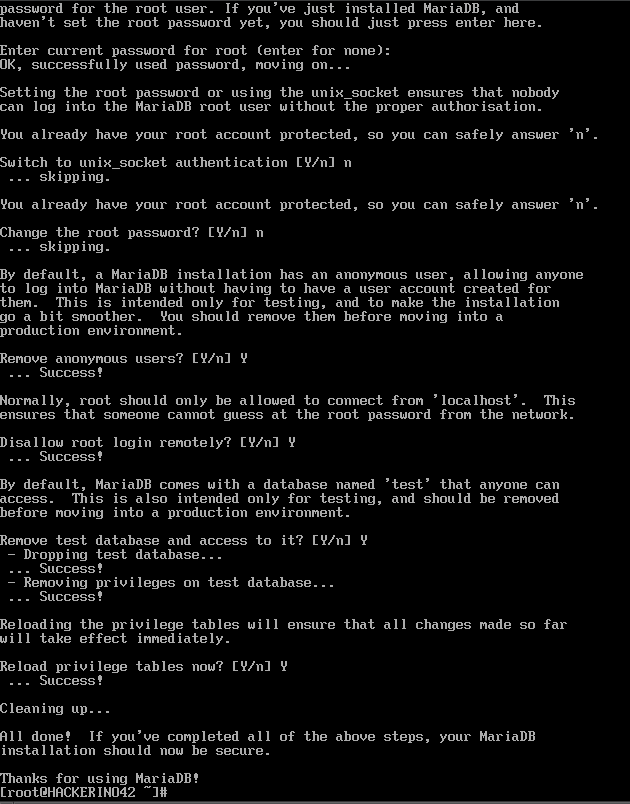 password for the root user. If you've just installed MariaDB, and
haven't set the root password yet, you should just press enter here.
Enter current password for root (enter for none):
OK, successfully used password, moving on...
Setting the root password or using the unix_socket ensures that nobody
can log into the MariaDB root user without the proper authorisation.
You already have your root account protected, so you can safely answer 'n'.
Switch to unix_socket authentication [Y/n] n
 ... skipping.
You already have your root account protected, so you can safely answer 'n'.
Change the root password? [Y/n] n
 ... skipping.
By default, a MariaDB installation has an anonymous user, allowing anyone
to log into MariaDB without having to have a user account created for
them.  This is intended only for testing, and to make the installation
go a bit smoother.  You should remove them before moving into a
production environment.
Remove anonymous users? [Y/n] Y
 ... Success!
Normally, root should only be allowed to connect from 'localhost'.  This
ensures that someone cannot guess at the root password from the network.
Disallow root login remotely? [Y/n] Y
 ... Success!
By default, MariaDB comes with a database named 'test' that anyone can
access.  This is also intended only for testing, and should be removed
before moving into a production environment.
Remove test database and access to it? [Y/n] Y
 - Dropping test database...
 ... Success!
 - Removing privileges on test database...
 ... Success!
Reloading the privilege tables will ensure that all changes made so far
will take effect immediately.
Reload privilege tables now? [Y/n] Y
 ... Success!
Cleaning up...
All done!  If you've completed all of the above steps, your MariaDB
installation should now be secure.
Thanks for using MariaDB!
[root@HACKERINO42 ~]#